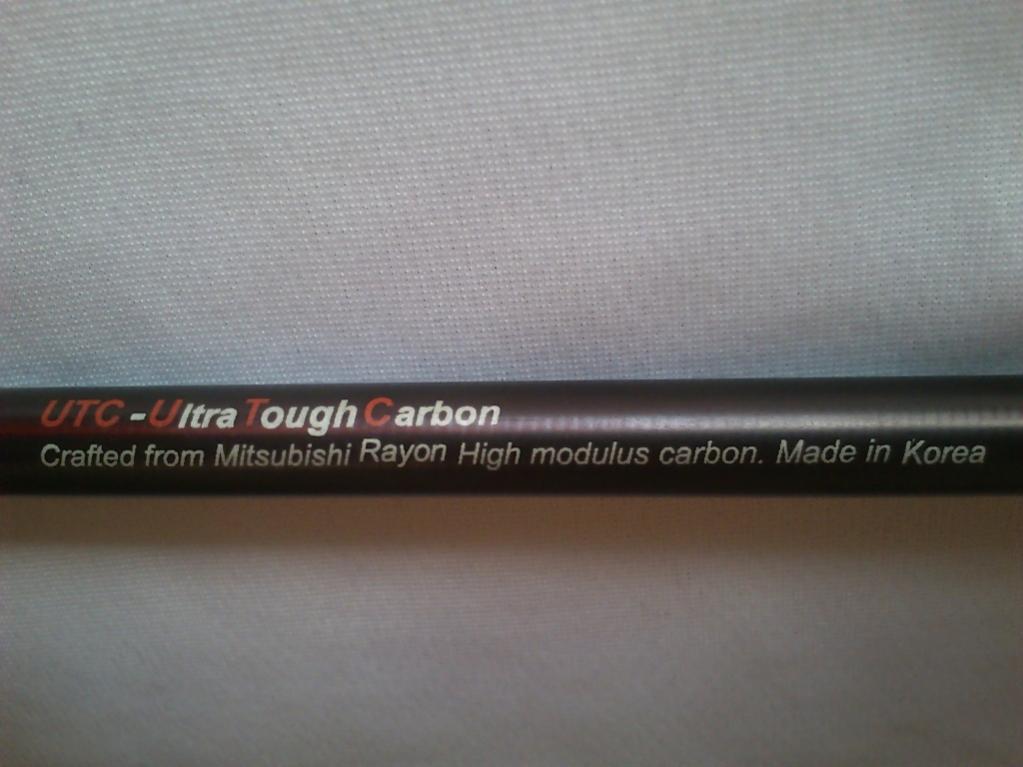 UTC - Ultra Tough Carbon
Crafted from Mitsubishi Rayon High modulus carbon. Made in Korea